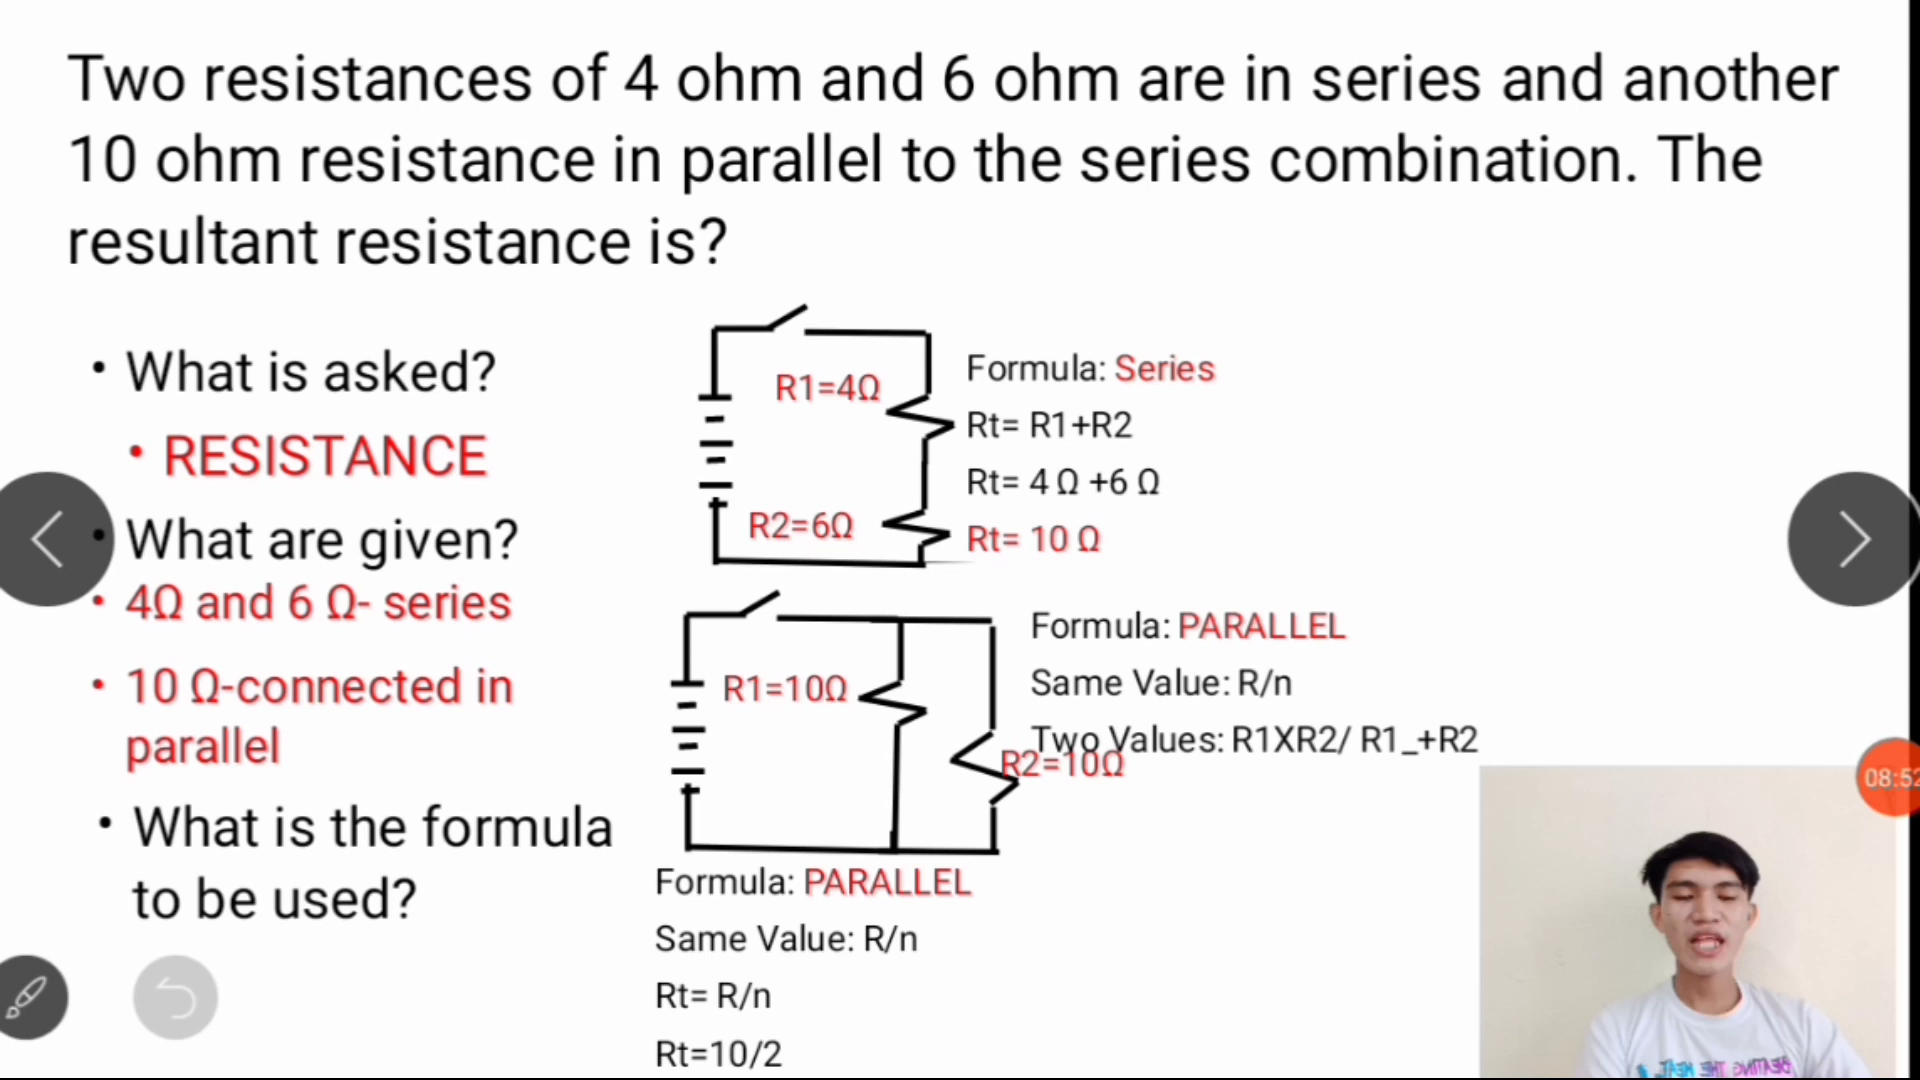 Two resistances of 4 ohm and 6 ohm are in series and another
10 ohm resistance in parallel to the series combination. The
resultant resistance is?
• What is asked?
• RESISTANCE
• What are given?
• 4Ω and 6 Ω- series
• 10 Ω-connected in
parallel
• What is the formula
to be used?
R1=4Ω
R2=6Ω
Formula: Series
Rt= R1+R2
Rt= 4 Ω +6 Ω
Rt= 10 Ω
R1=10Ω
R2=10Ω
Formula: PARALLEL
Same Value: R/n
Two Values: R1XR2/ R1_+R2
Formula: PARALLEL
Same Value: R/n
Rt= R/n
Rt=10/2
08:52
BEATING THE HEAT